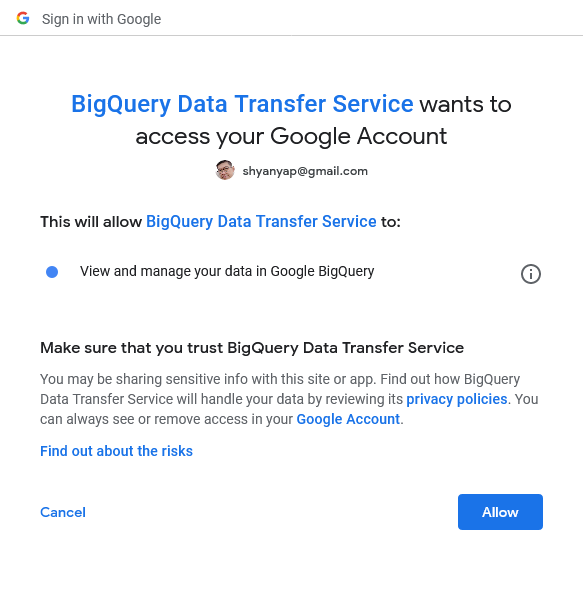 Sign in with Google
BigQuery Data Transfer Service wants to
access your Google Account
shyanyap@gmail.com
This will allow BigQuery Data Transfer Service to:
View and manage your data in Google BigQuery
Make sure that you trust BigQuery Data Transfer Service
You may be sharing sensitive info with this site or app. Find out how BigQuery
Data Transfer Service will handle your data by reviewing its privacy policies. You
can always see or remove access in your Google Account.
Find out about the risks
Cancel
Allow